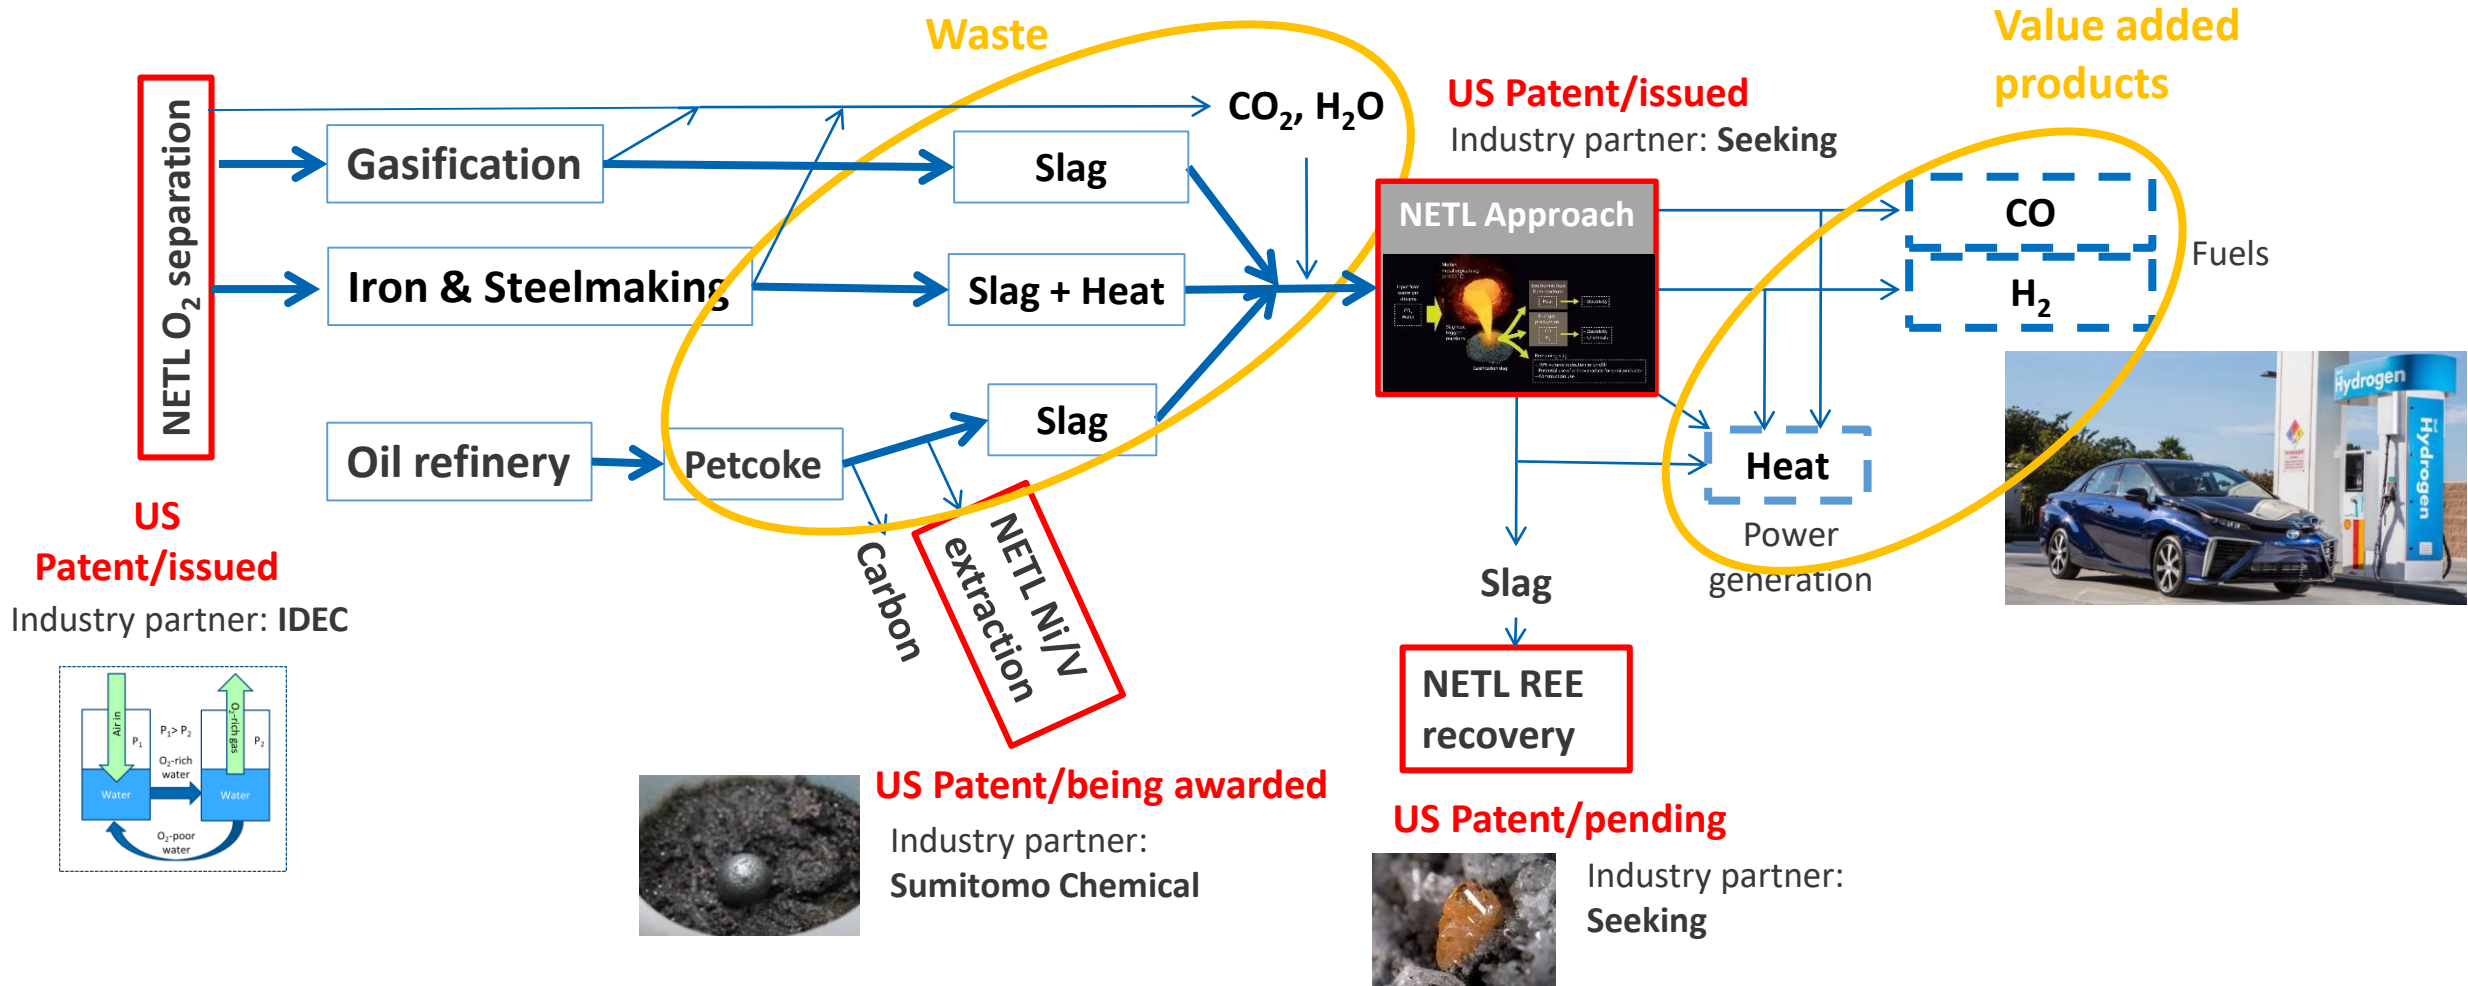 Waste
Value added
products
NETL O2 separation
CO2, H2O
US Patent/issued
Industry partner: Seeking
Gasification
Slag
NETL Approach
CO
Fuels
H2
Iron & Steelmaking
Slag + Heat
Oil refinery
Petcoke
Slag
Heat
Power
generation
Hydrogen
Hydrogen
US
Patent/issued
Industry partner: IDEC
Carbon
NETL Ni/V
extraction
Slag
NETL REE
recovery
Air in
P1
P1> P2
O2-rich gas
P2
O2-rich
water
Water
Water
O2-poor
water
US Patent/being awarded
Industry partner:
Sumitomo Chemical
US Patent/pending
Industry partner:
Seeking